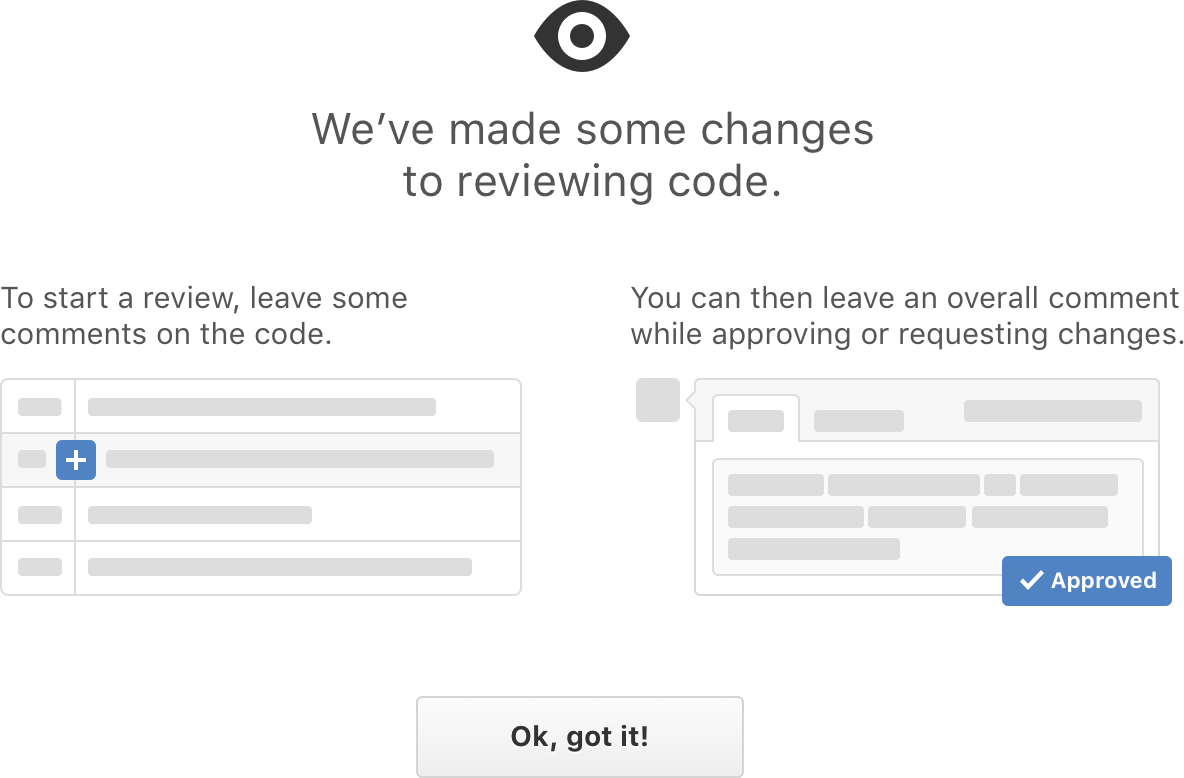 We’ve made some changes
to reviewing code.
To start a review, leave some
comments on the code.
You can then leave an overall comment
while approving or requesting changes.
Approved
Ok, got it!